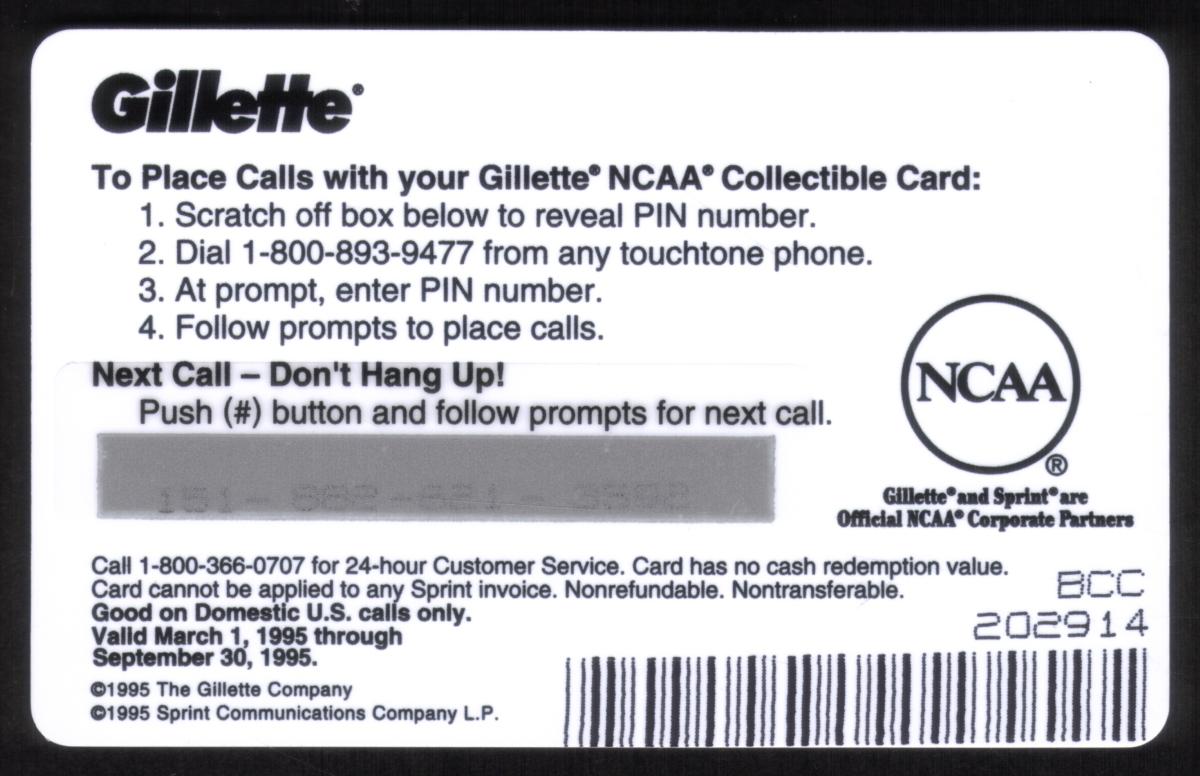 Gillette®
To Place Calls with your Gillette® NCAA® Collectible Card:
1. Scratch off box below to reveal PIN number.
2. Dial 1-800-893-9477 from any touchtone phone.
3. At prompt, enter PIN number.
4. Follow prompts to place calls.
Next Call – Don't Hang Up!
Push (#) button and follow prompts for next call.
NCAA
®
Gillette® and Sprint® are
Official NCAA® Corporate Partners
Call 1-800-366-0707 for 24-hour Customer Service. Card has no cash redemption value.
Card cannot be applied to any Sprint invoice. Nonrefundable. Nontransferable.
Good on Domestic U.S. calls only.
Valid March 1, 1995 through
September 30, 1995.
BCC
202914
©1995 The Gillette Company
©1995 Sprint Communications Company L.P.